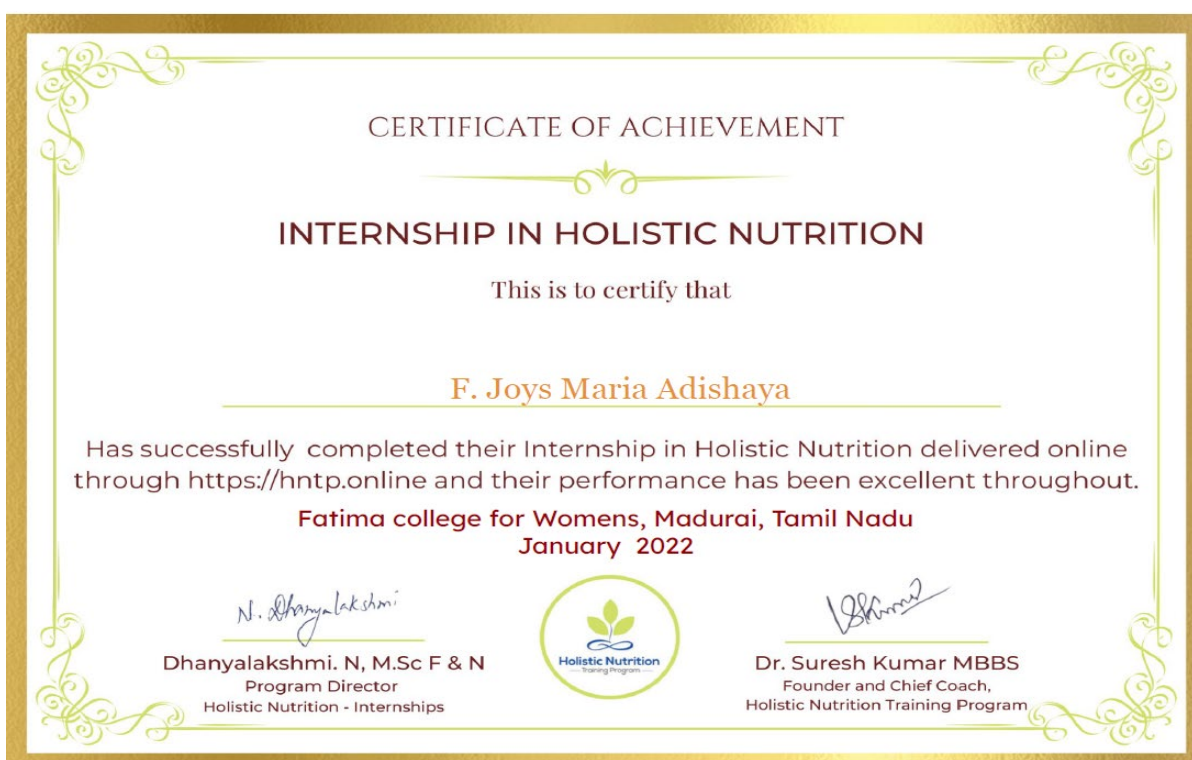 CERTIFICATE OF ACHIEVEMENT
INTERNSHIP IN HOLISTIC NUTRITION
This is to certify that
F. Joys Maria Adishaya
Has successfully completed their Internship in Holistic Nutrition delivered online
through https://hntp.online and their performance has been excellent throughout.
Fatima college for Womens, Madurai, Tamil Nadu
January 2022
N. Dhanyalakshmi
Dhanyalakshmi. N, M.Sc F & N
Program Director
Holistic Nutrition - Internships
Holistic Nutrition
Training Program
Dr. Suresh Kumar MBBS
Founder and Chief Coach,
Holistic Nutrition Training Program